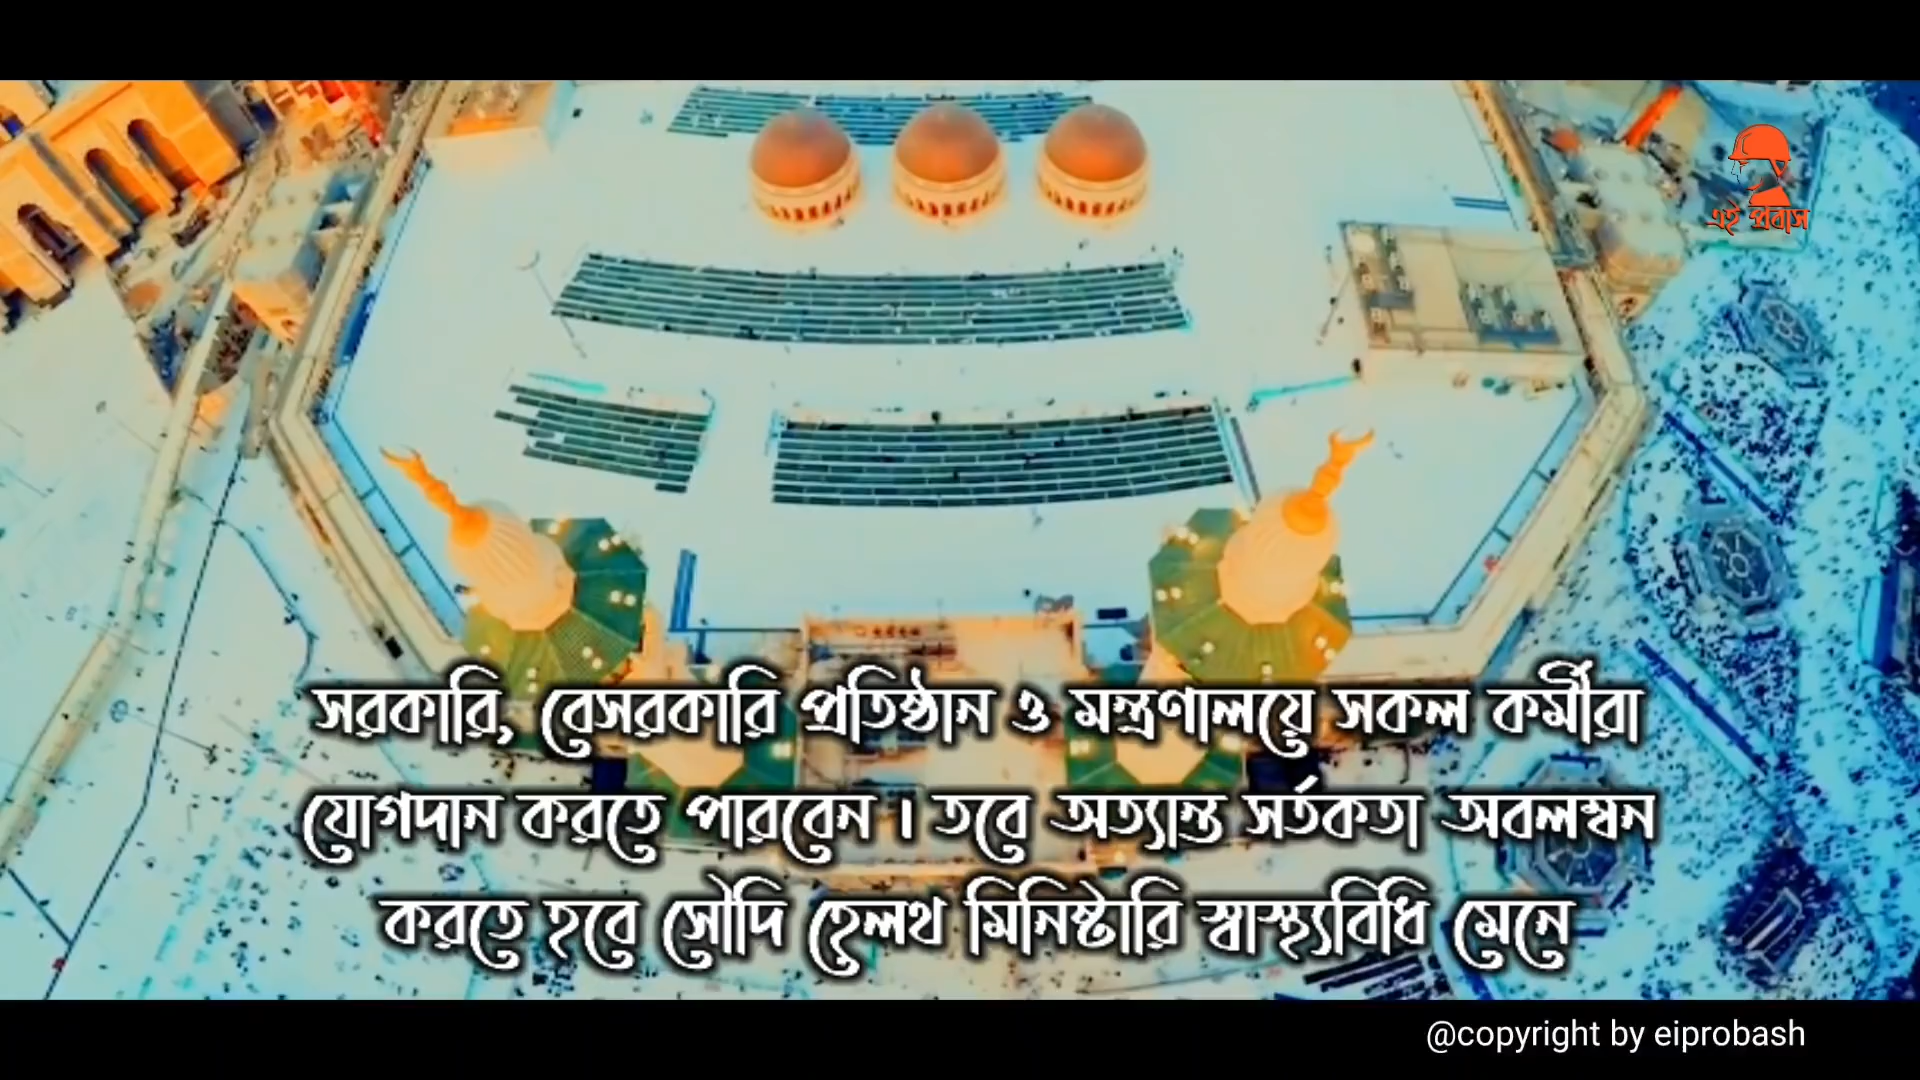 এই প্রবাস
সরকারি, বেসরকারি প্রতিষ্ঠান ও মন্ত্রণালয়ে সকল কর্মীরা
যোগদান করতে পারবেন । তবে অত্যান্ত সর্তকতা অবলম্বন
করতে হবে সৌদি হেলথ মিনিষ্টারি স্বাস্থ্যবিধি মেনে
@copyright by eiprobash